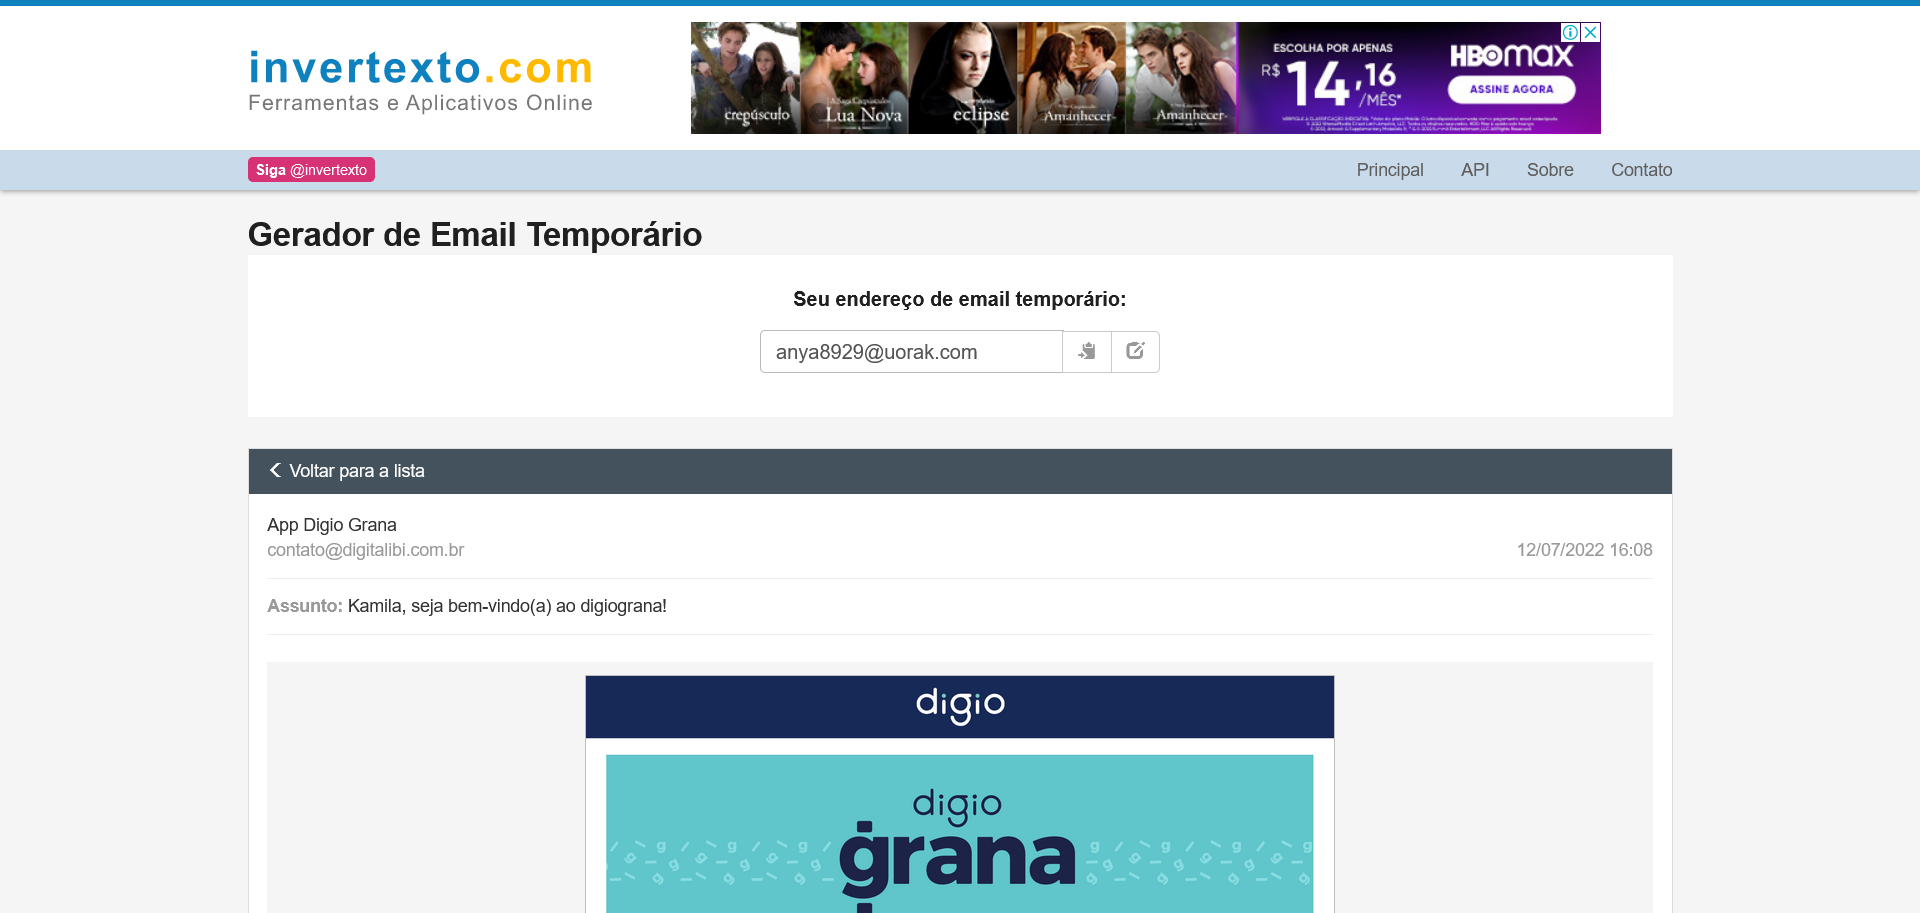 invertexto.com
Ferramentas e Aplicativos Online
crepúsculo
Lua Nova
eclipse
Amanhecer-
Amanhecer-
ESCOLHA POR APENAS
R$ 14,16
/MÊS*
HBOMAX
ASSINE AGORA
Siga @invertexto
Principal
API
Sobre
Contato
Gerador de Email Temporário
Seu endereço de email temporário:
anya8929@uorak.com
Voltar para a lista
App Digio Grana
contato@digitalibi.com.br
12/07/2022 16:08
Assunto: Kamila, seja bem-vindo(a) ao digiograna!
digio
digio
grana